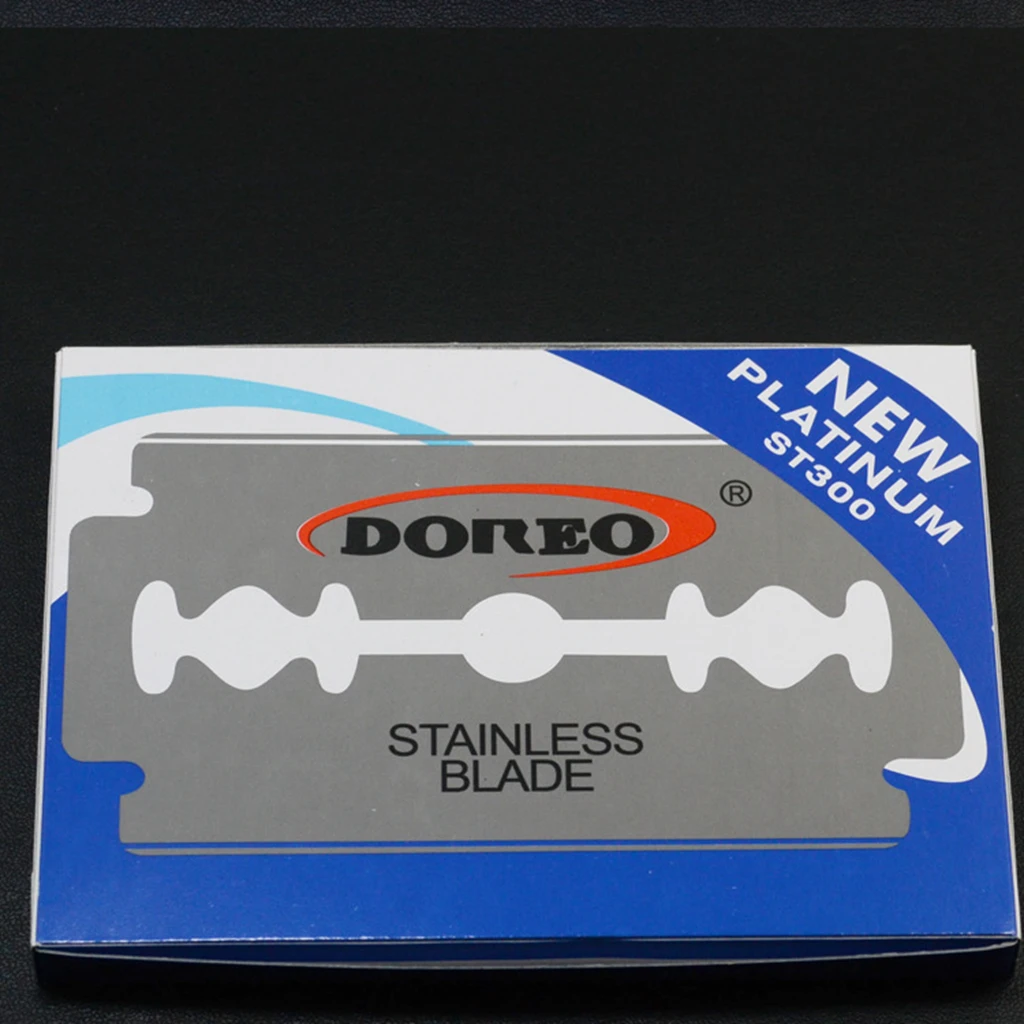 NEW
PLATINUM
ST300
DOREO ®
STAINLESS
BLADE